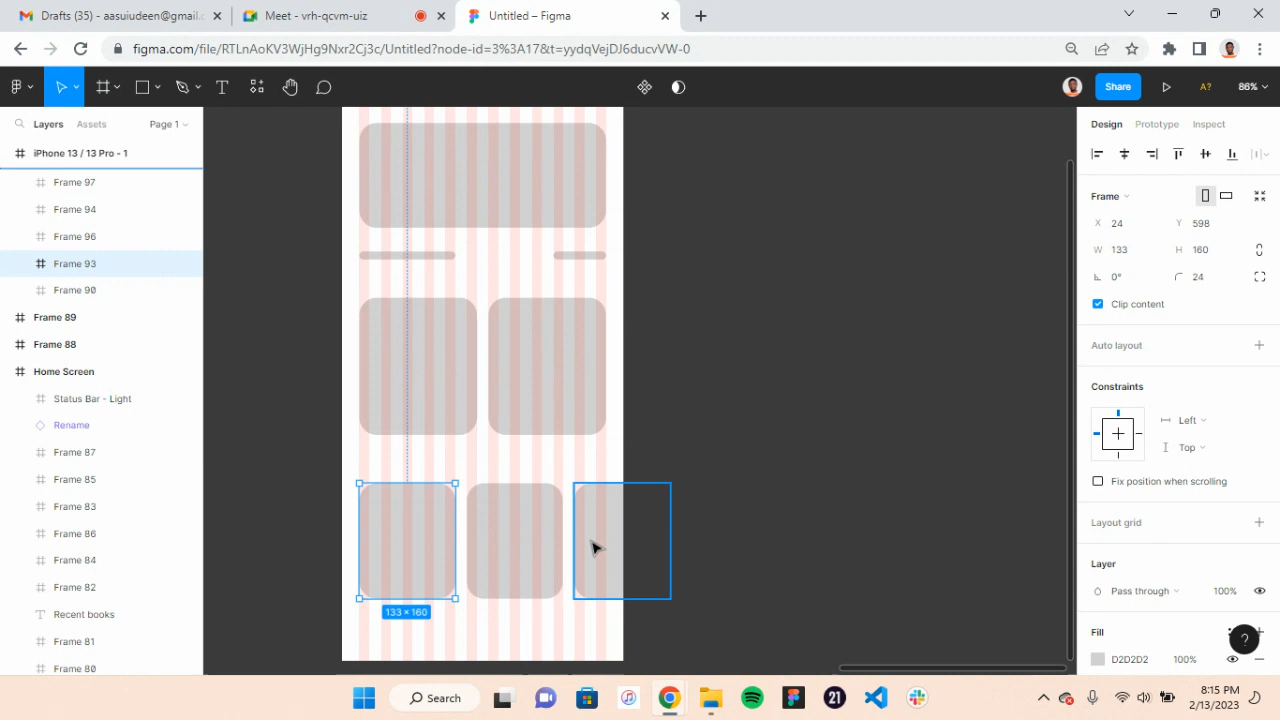 Drafts (35) - aasuiudeen@gmail.c
Meet - vrh-qcvm-uiz
Untitled – Figma
figma.com/file/RTLnAoKV3WjHg9Nxr2Cj3c/Untitled?node-id=3%3A17&t=yydqVejDJ6ducvVW-0
Share
A?
86%
Layers
Assets
Page 1
iPhone 13 / 13 Pro - 1
Frame 97
Frame 94
Frame 96
Frame 93
Frame 90
Frame 89
Frame 88
Home Screen
Status Bar - Light
Rename
Frame 87
Frame 85
Frame 83
Frame 86
Frame 84
Frame 82
Recent books
Frame 81
Frame 80
133 × 160
Design
Prototype
Inspect
Frame
X 24
Y 598
W 133
H 160
0°
24
Clip content
Auto layout
Constraints
Left
Top
Fix position when scrolling
Layout grid
Layer
Pass through
100%
Fill
?
D2D2D2
100%
Search
21
8:15 PM
2/13/2023